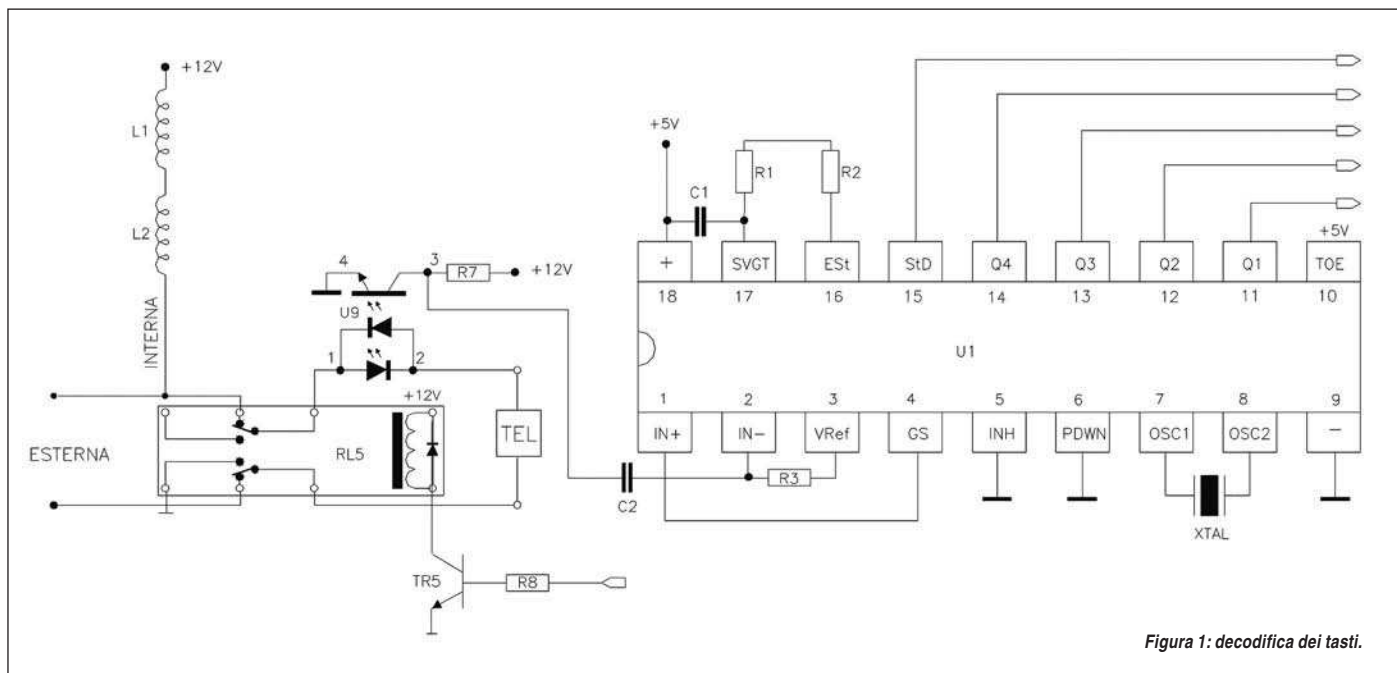 +12V
L1
L2
INTERNA
ESTERNA
4
3
R7
+12V
U9
1
2
+12V
RL5
TEL
TR5
R8
C2
+5V
C1
R1
R2
+
SVGT
ESt
StD
Q4
Q3
Q2
Q1
+5V
TOE
18
17
16
15
14
13
12
11
10
U1
1
2
3
4
5
6
7
8
9
IN+
IN-
VRef
GS
INH
PDWN
OSC1
OSC2
-
R3
XTAL
Figura 1: decodifica dei tasti.